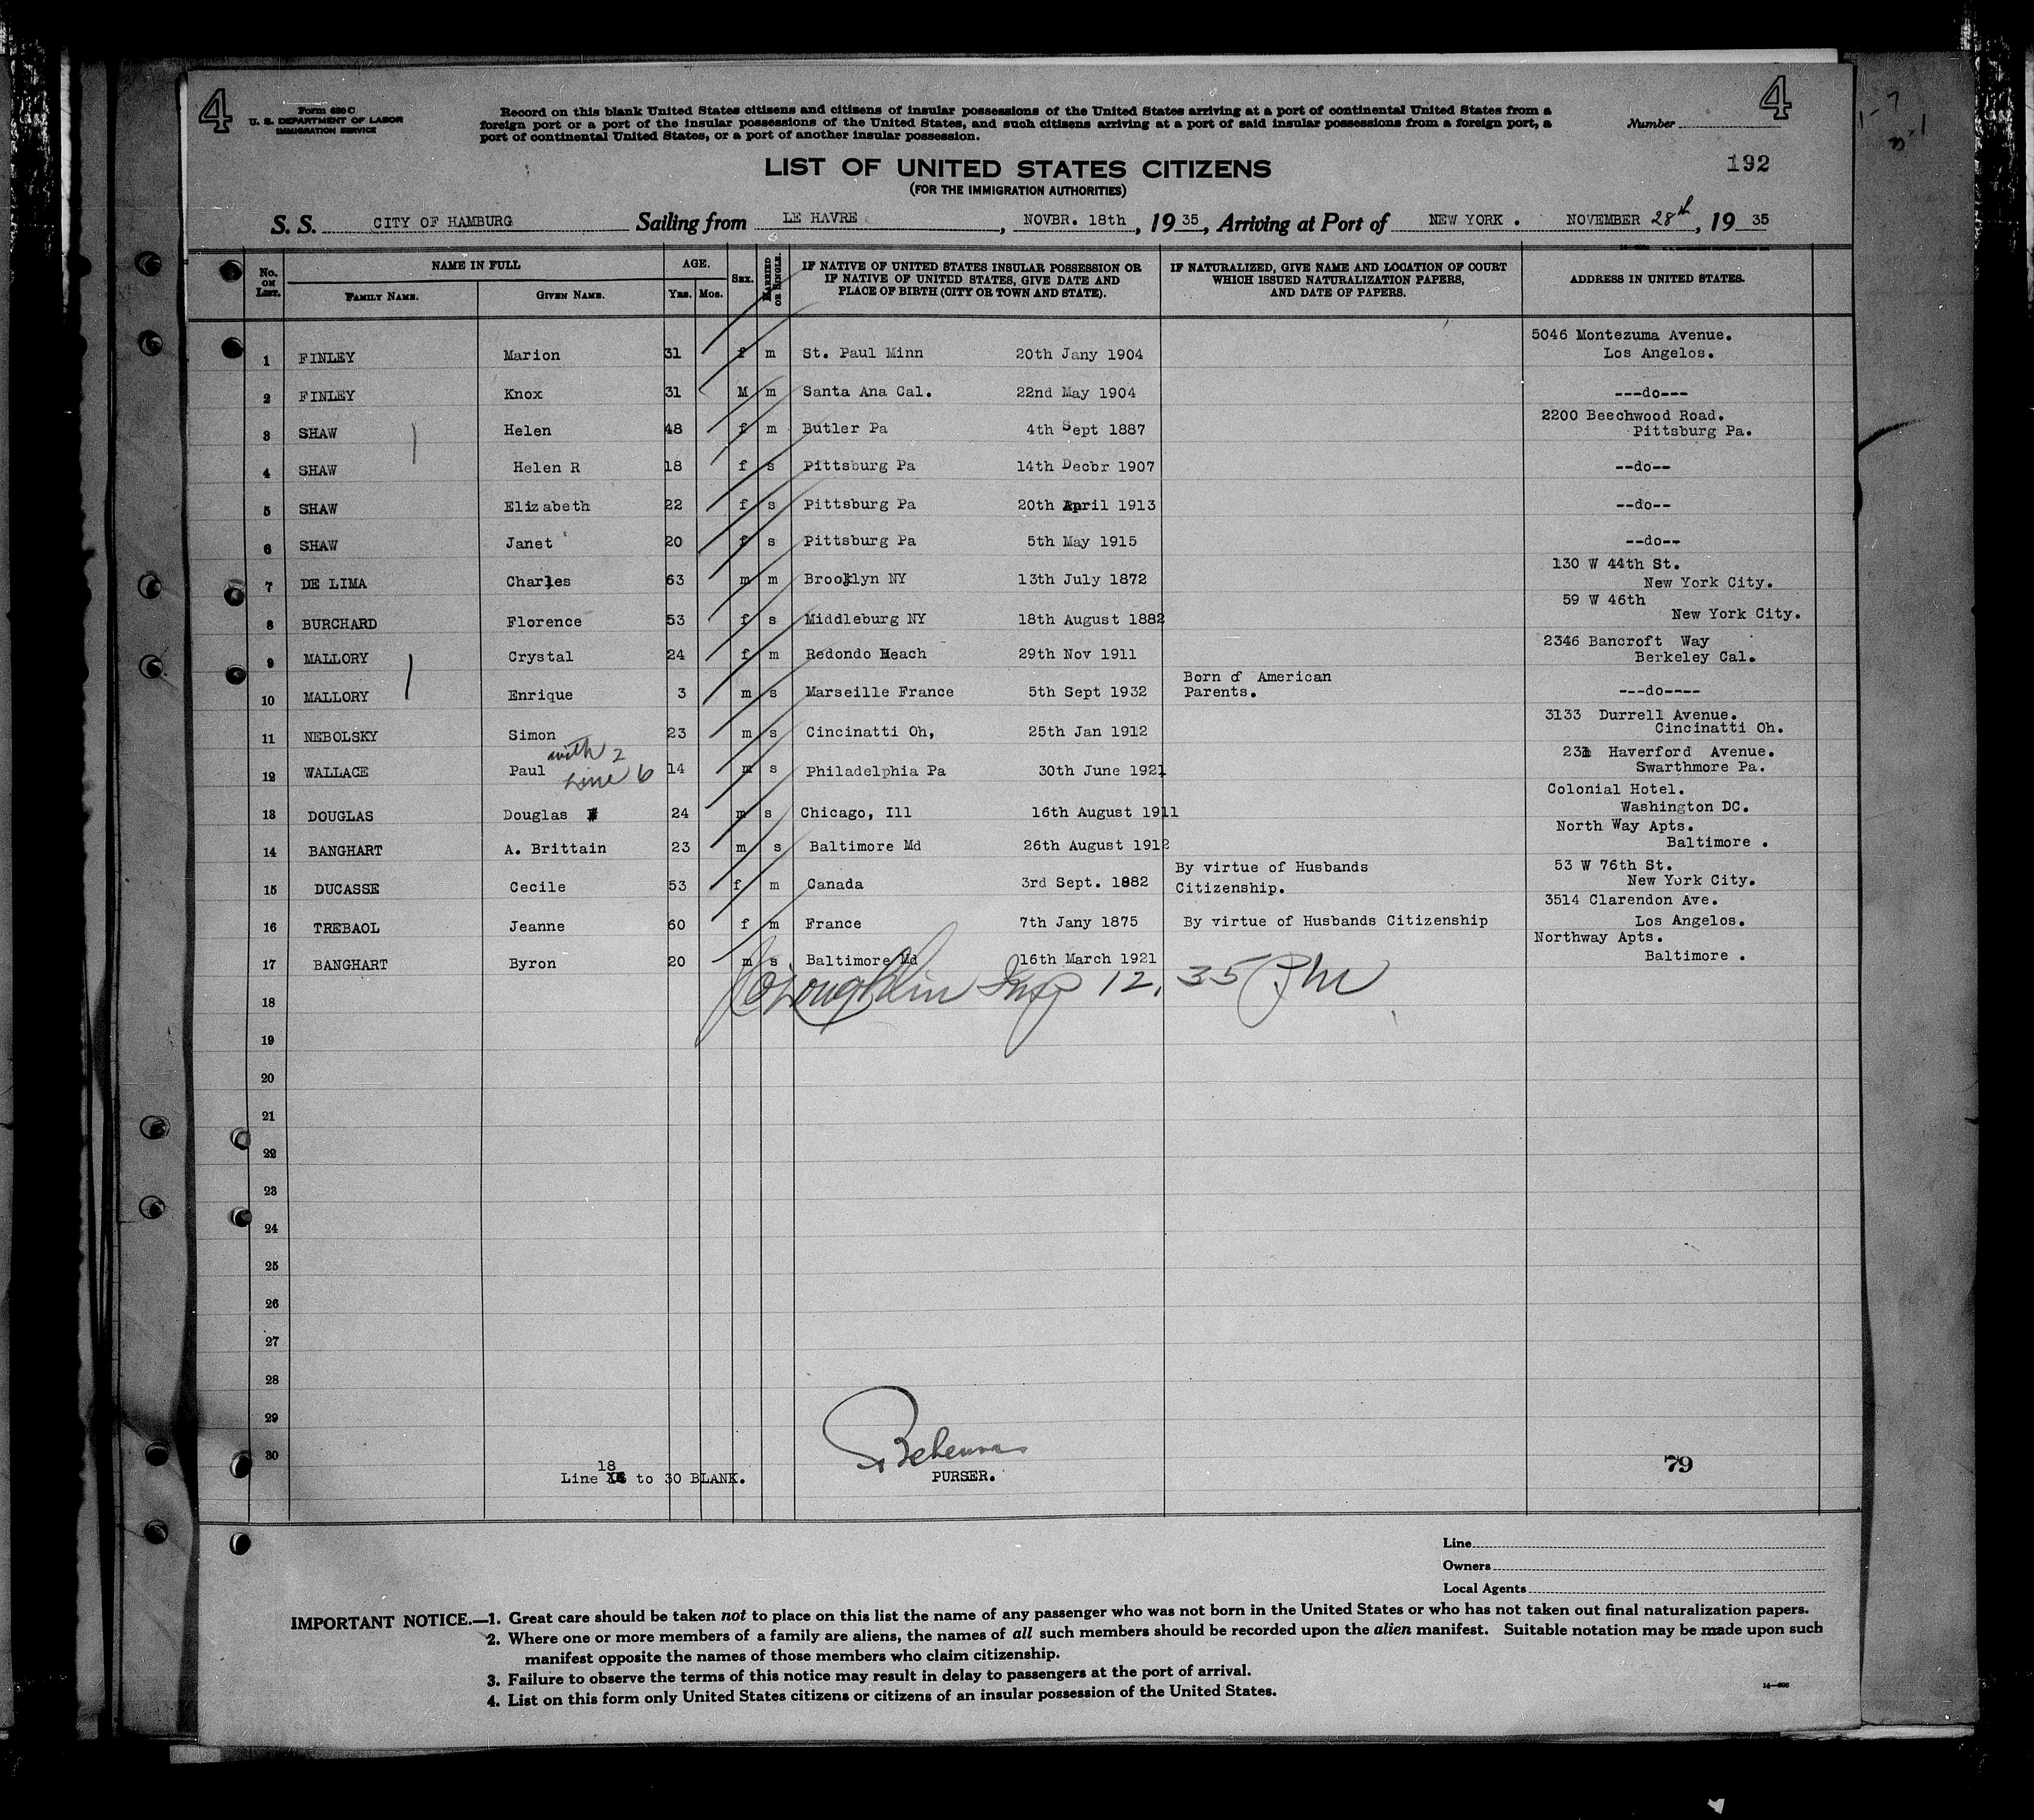 4
Form 630 C
U. S. DEPARTMENT OF LABOR
IMMIGRATION SERVICE
Record on this blank United States citizens and citizens of insular possessions of the United States arriving at a port of continental United States from a
foreign port or a port of the insular possessions of the United States, and such citizens arriving at a port of said insular possessions from a foreign port, a
port of continental United States, or a port of another insular possession.
Number
4
192
LIST OF UNITED STATES CITIZENS
(FOR THE IMMIGRATION AUTHORITIES)
S. S. CITY OF HAMBURG Sailing from LE HAVRE, NOVBR. 18th, 19 35, Arriving at Port of NEW YORK. NOVEMBER 28th, 19 35
No. ON LIST.
NAME IN FULL
FAMILY NAME.
GIVEN NAME.
AGE.
YRS. MOS.
SEX.
MARRIED OR SINGLE.
IF NATIVE OF UNITED STATES INSULAR POSSESSION OR
IF NATIVE OF UNITED STATES, GIVE DATE AND
PLACE OF BIRTH (CITY OR TOWN AND STATE).
IF NATURALIZED, GIVE NAME AND LOCATION OF COURT
WHICH ISSUED NATURALIZATION PAPERS,
AND DATE OF PAPERS.
ADDRESS IN UNITED STATES.
5046 Montezuma Avenue.
1 FINLEY Marion 31 f m St. Paul Minn 20th Jany 1904 Los Angelos.
2 FINLEY Knox 31 M m Santa Ana Cal. 22nd May 1904 ---do---
2200 Beechwood Road.
3 SHAW Helen 48 f m Butler Pa 4th Sept 1887 Pittsburg Pa.
4 SHAW Helen R 18 f s Pittsburg Pa 14th Decbr 1907 --do--
5 SHAW Elizabeth 22 f s Pittsburg Pa 20th April 1913 --do--
6 SHAW Janet 20 f s Pittsburg Pa 5th May 1915 --do--
130 W 44th St.
7 DE LIMA Charles 63 m m Brooklyn NY 13th July 1872 New York City.
59 W 46th
8 BURCHARD Florence 53 f s Middleburg NY 18th August 1882 New York City.
2346 Bancroft Way
9 MALLORY Crystal 24 f m Redondo Heach 29th Nov 1911 Berkeley Cal.
Born of American
10 MALLORY Enrique 3 m s Marseille France 5th Sept 1932 Parents. ---do----
3133 Durrell Avenue.
11 NEBOLSKY Simon 23 m s Cincinatti Oh, 25th Jan 1912 Cincinatti Oh.
with 2
231 Haverford Avenue.
12 WALLACE Paul 14 m s Philadelphia Pa 30th June 1921 Swarthmore Pa.
Line 6
Colonial Hotel.
13 DOUGLAS Douglas 24 m s Chicago, Ill 16th August 1911 Washington DC.
North Way Apts.
14 BANGHART A. Brittain 23 m s Baltimore Md 26th August 1912 Baltimore .
By virtue of Husbands 53 W 76th St.
15 DUCASSE Cecile 53 f m Canada 3rd Sept. 1882 Citizenship. New York City.
3514 Clarendon Ave.
16 TREBAOL Jeanne 60 f m France 7th Jany 1875 By virtue of Husbands Citizenship Los Angelos.
Northway Apts.
17 BANGHART Byron 20 m s Baltimore Md 16th March 1921 Baltimore .
Insp 12.35 PM
18
19
20
21
22
23
24
25
26
27
28
29
30
18
Line to 30 BLANK.
PURSER.
79
Line
Owners
Local Agents
IMPORTANT NOTICE.—1. Great care should be taken not to place on this list the name of any passenger who was not born in the United States or who has not taken out final naturalization papers.
2. Where one or more members of a family are aliens, the names of all such members should be recorded upon the alien manifest. Suitable notation may be made upon such
manifest opposite the names of those members who claim citizenship.
3. Failure to observe the terms of this notice may result in delay to passengers at the port of arrival.
4. List on this form only United States citizens or citizens of an insular possession of the United States.